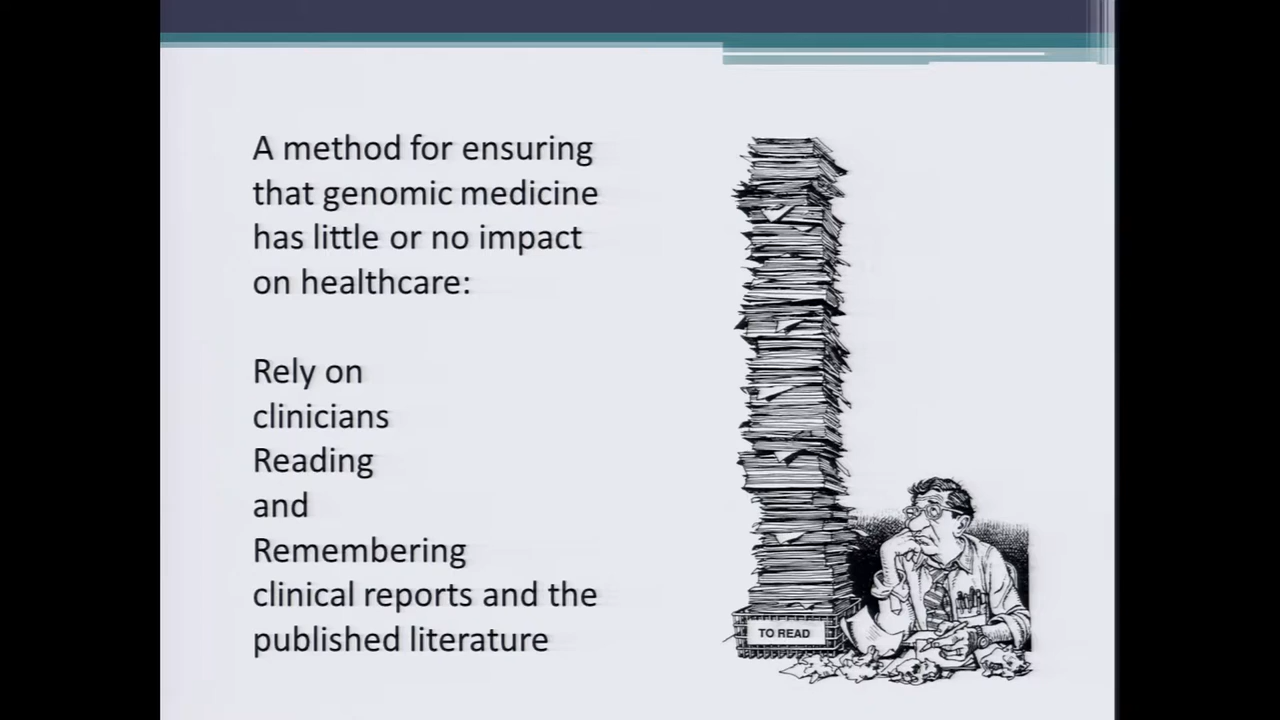 A method for ensuring
that genomic medicine
has little or no impact
on healthcare:
Rely on
clinicians
Reading
and
Remembering
clinical reports and the
published literature
TO READ